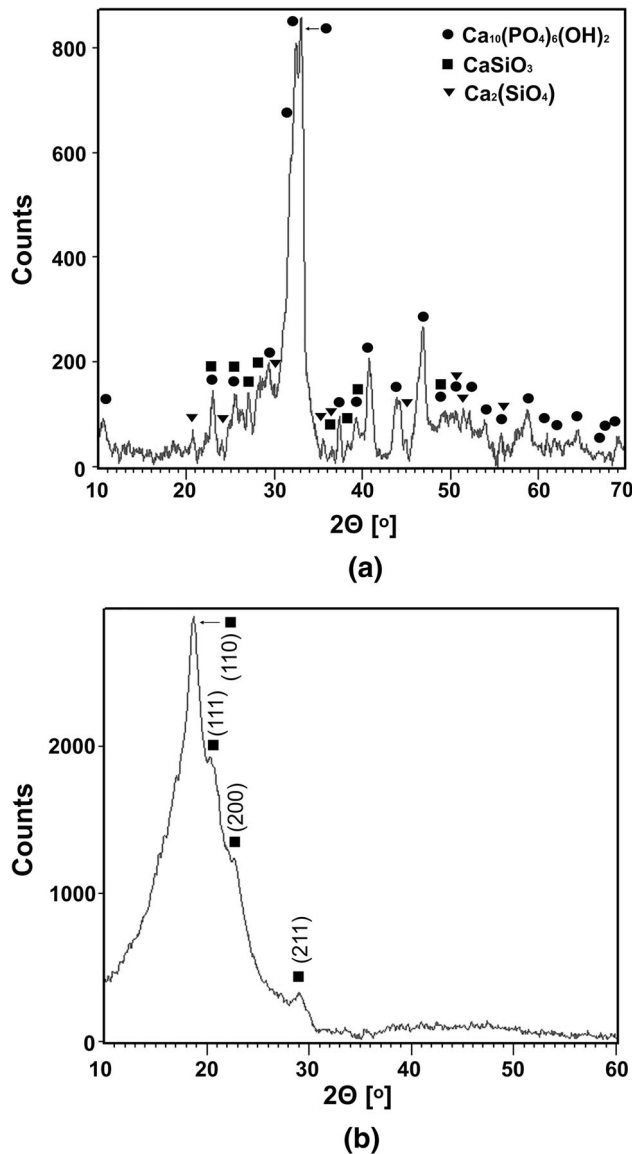 800
600
400
200
0
Counts
Ca₁₀(PO₄)₆(OH)₂
CaSiO₃
Ca₂(SiO₄)
10 20 30 40 50 60 70
2Θ [º]
(a)
2000
1000
0
Counts
(110)
(111)
(200)
(211)
10 20 30 40 50 60
2Θ [º]
(b)